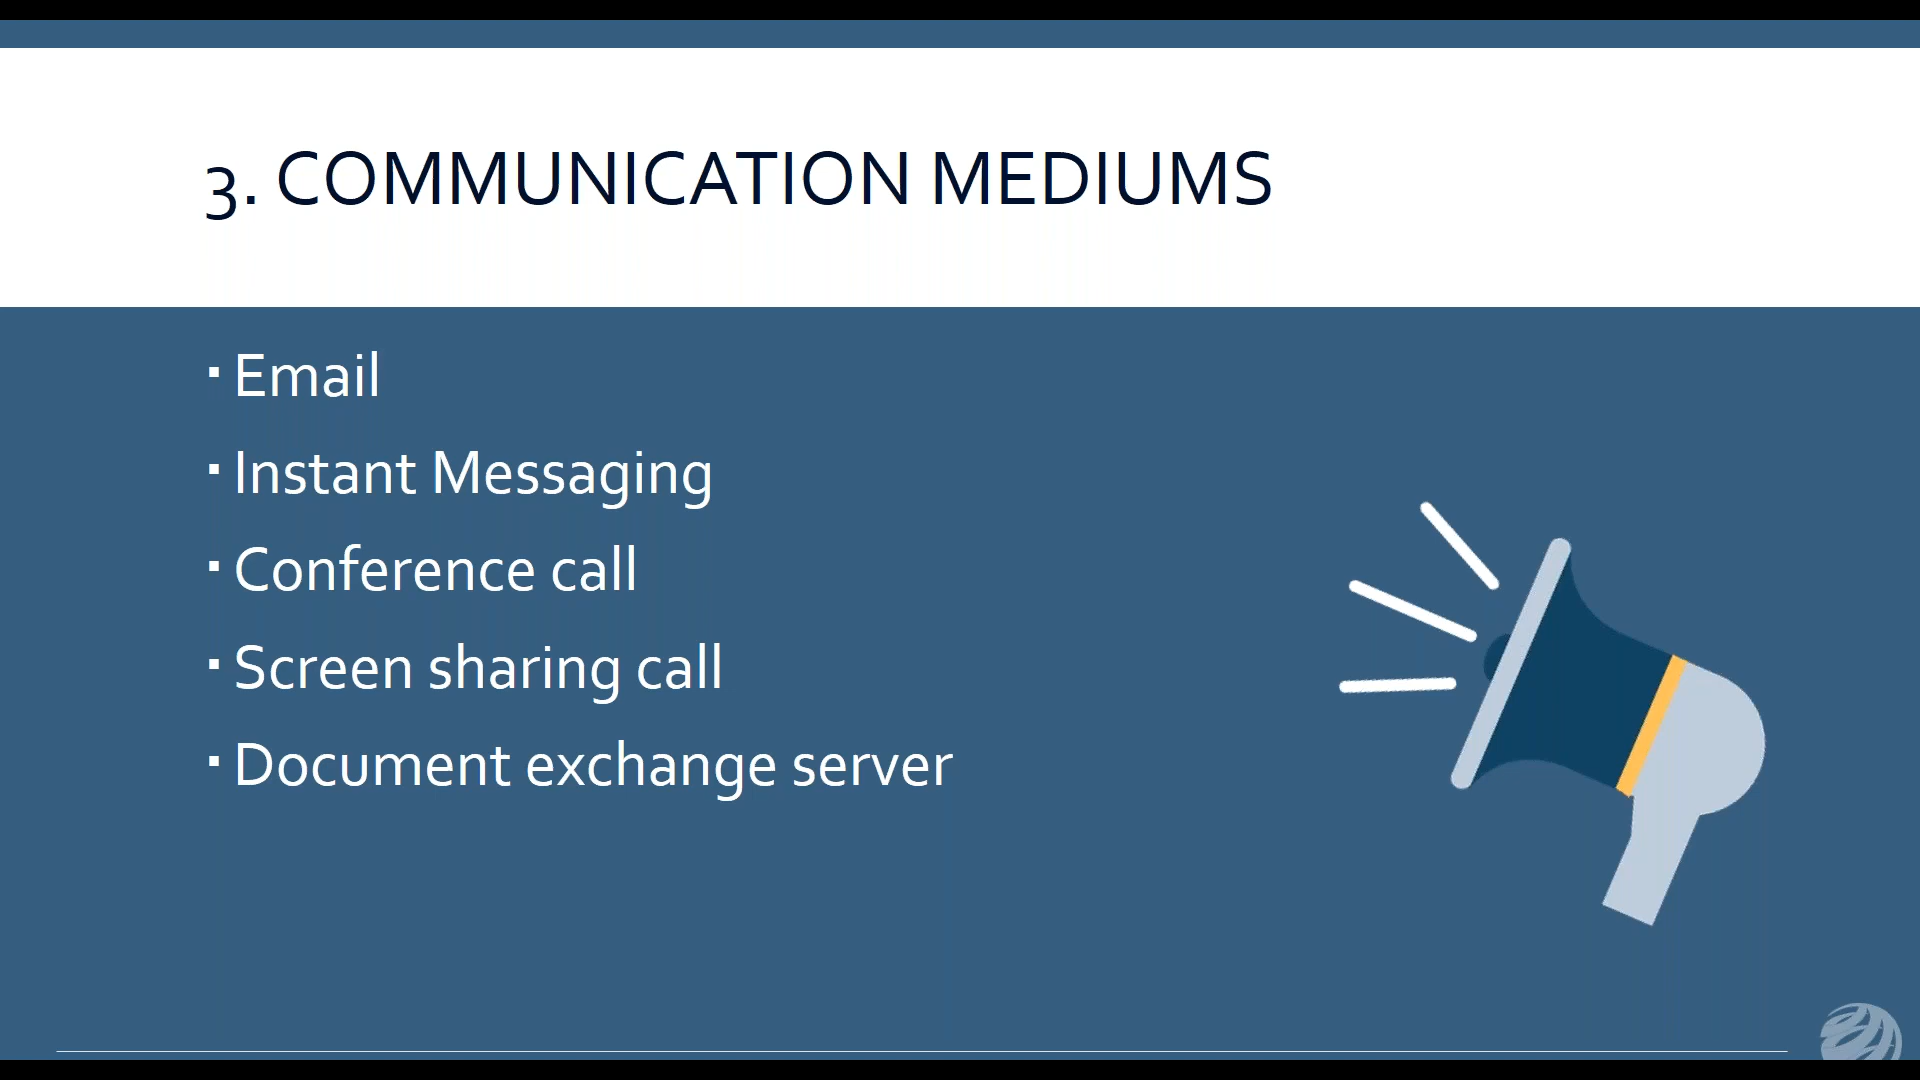 3. COMMUNICATION MEDIUMS
▪ Email
▪ Instant Messaging
▪ Conference call
▪ Screen sharing call
▪ Document exchange server